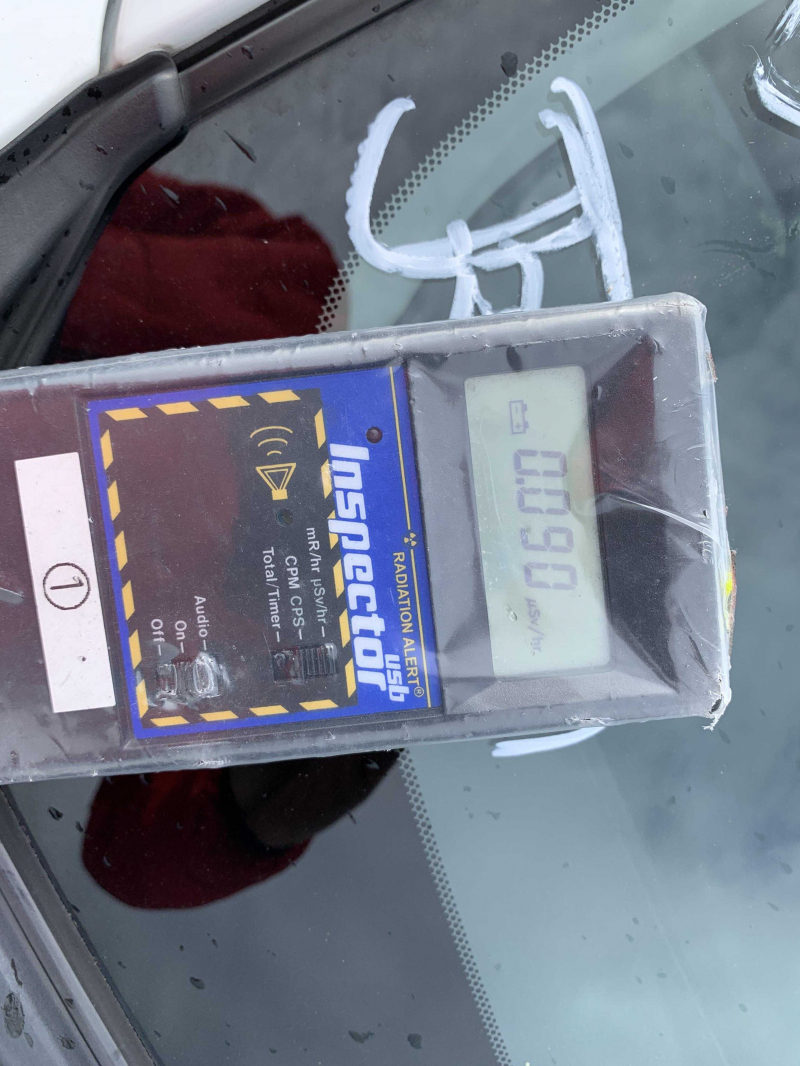 0.090
µSv/hr.
RADIATION ALERT®
Inspector usb
mR/hr µSv/hr
CPM CPS
Total/Timer
Audio
On
Off
1